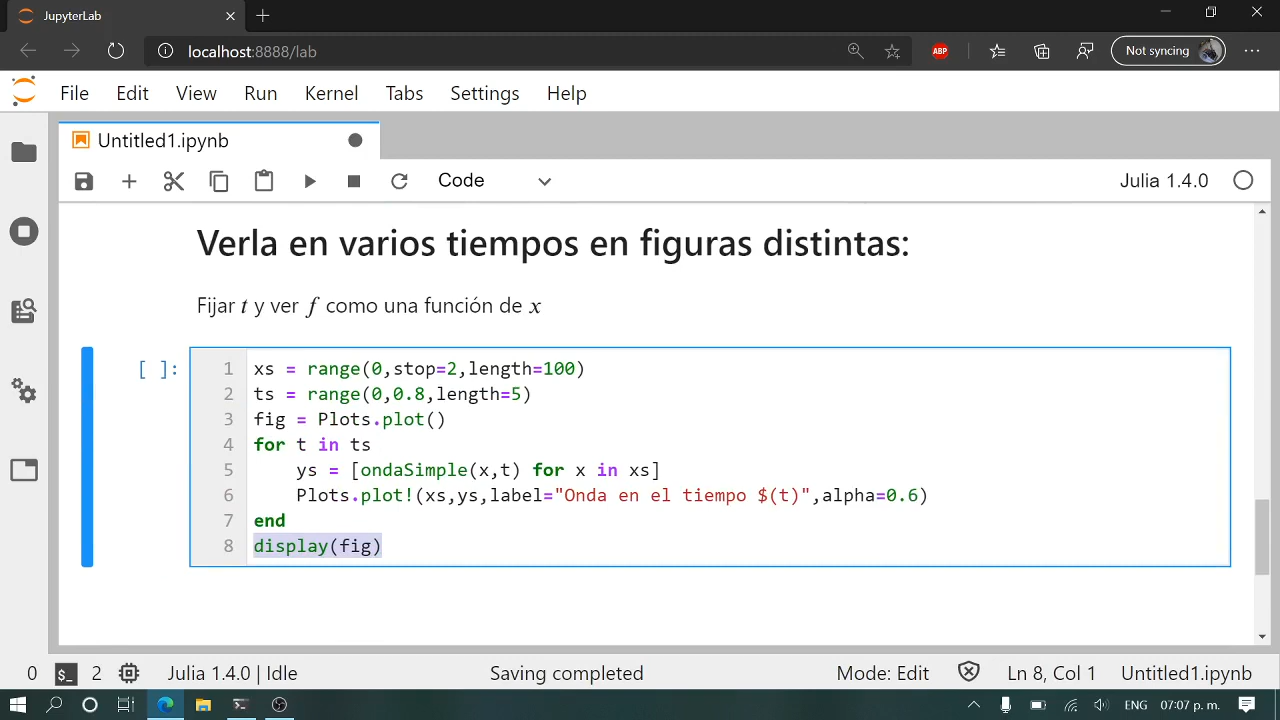 JupyterLab
localhost:8888/lab
ABP
Not syncing
File Edit View Run Kernel Tabs Settings Help
Untitled1.ipynb
Code
Julia 1.4.0
Verla en varios tiempos en figuras distintas:
Fijar t y ver f como una función de x
[ ]:
1 xs = range(0,stop=2,length=100)
2 ts = range(0,0.8,length=5)
3 fig = Plots.plot()
4 for t in ts
5     ys = [ondaSimple(x,t) for x in xs]
6     Plots.plot!(xs,ys,label="Onda en el tiempo $(t)",alpha=0.6)
7 end
8 display(fig)
0 $_ 2 Julia 1.4.0 | Idle Saving completed Mode: Edit Ln 8, Col 1 Untitled1.ipynb
ENG 07:07 p. m.